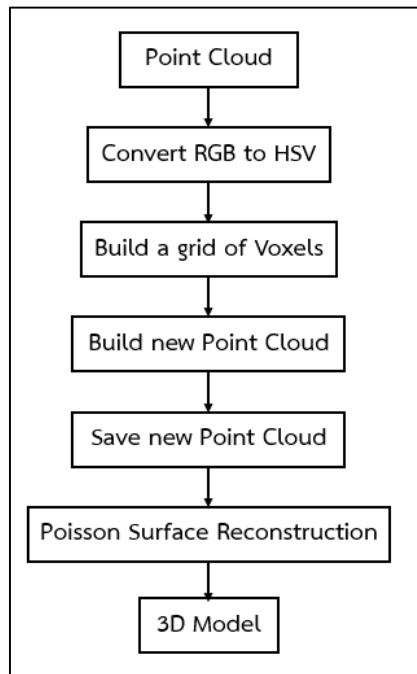 Point Cloud
Convert RGB to HSV
Build a grid of Voxels
Build new Point Cloud
Save new Point Cloud
Poisson Surface Reconstruction
3D Model